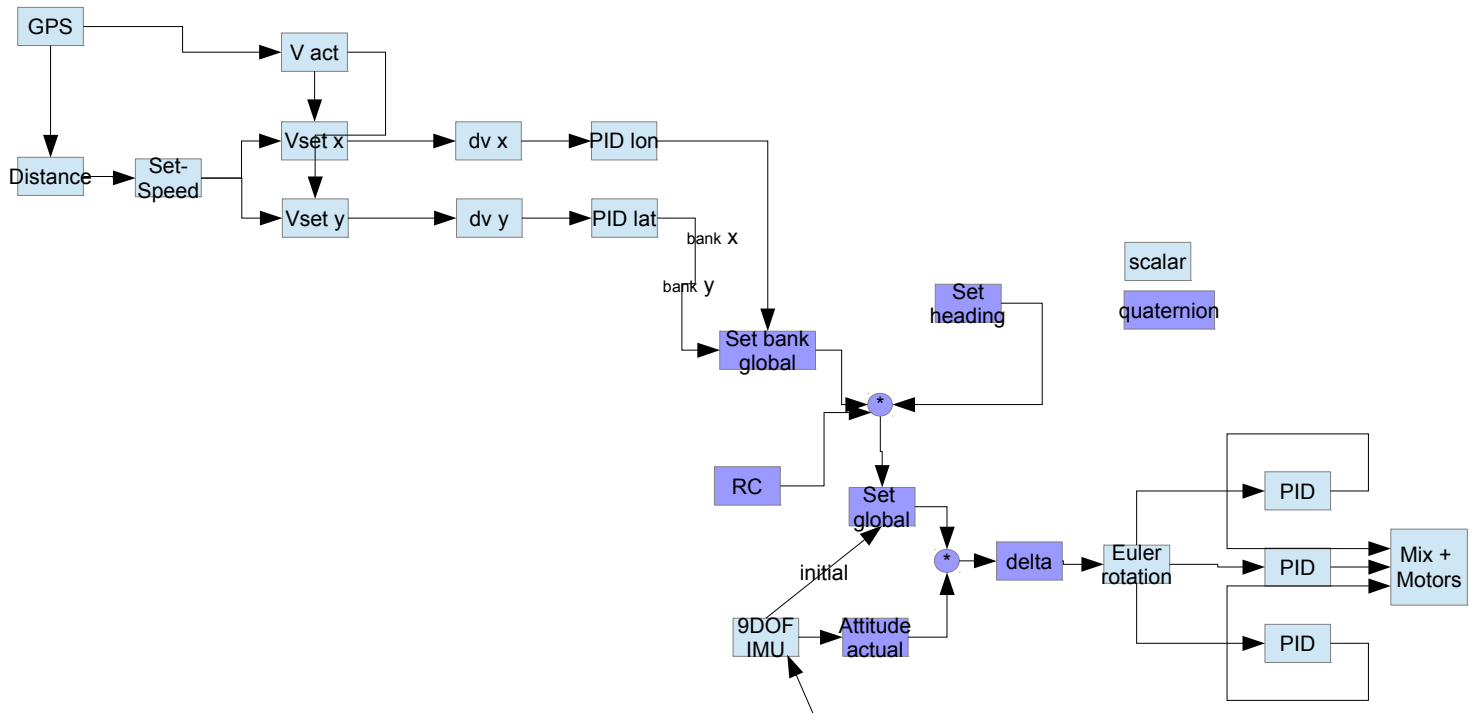 GPS
V act
Vset x
dv x
PID lon
Distance
Set-
Speed
Vset y
dv y
PID lat
bank x
bank y
scalar
Set
heading
quaternion
Set bank
global
*
RC
Set
global
PID
*
delta
Euler
rotation
PID
Mix +
Motors
initial
9DOF
IMU
Attitude
actual
PID